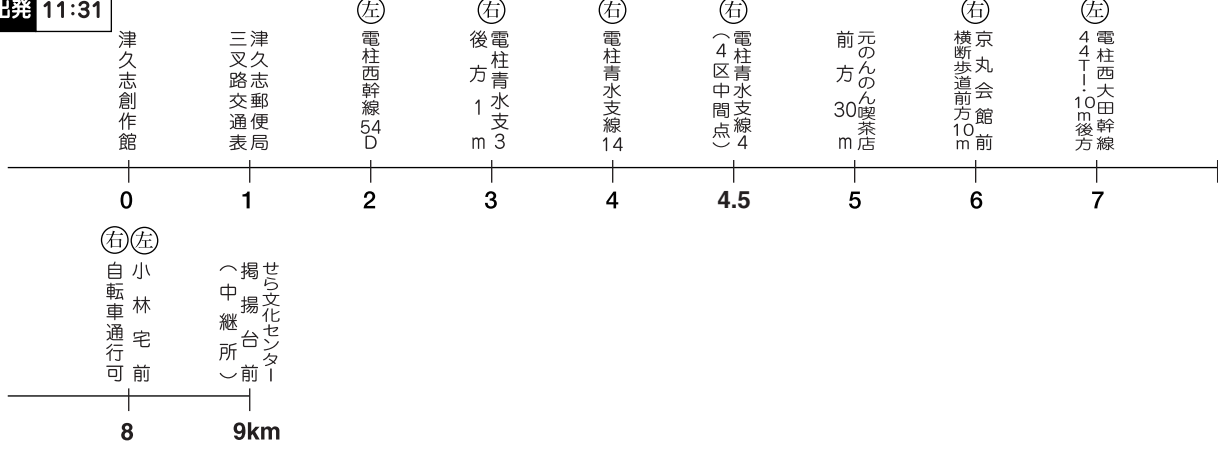 出発 11:31
左
右
右
右
右
左
津久志創作館
津久志郵便局
三叉路交通表
電柱西幹線54D
電柱青水支3
後方1m
電柱青水支線14
電柱青水支線4
（4区中間点）
元のんのん喫茶店
前方30m
京丸会館前
横断歩道前方10m
電柱西大田幹線
44T1・10m後方
0
1
2
3
4
4.5
5
6
7
左
右
小林宅前
自転車通行可
せら文化センター
掲揚台前
（中継所）
8
9km